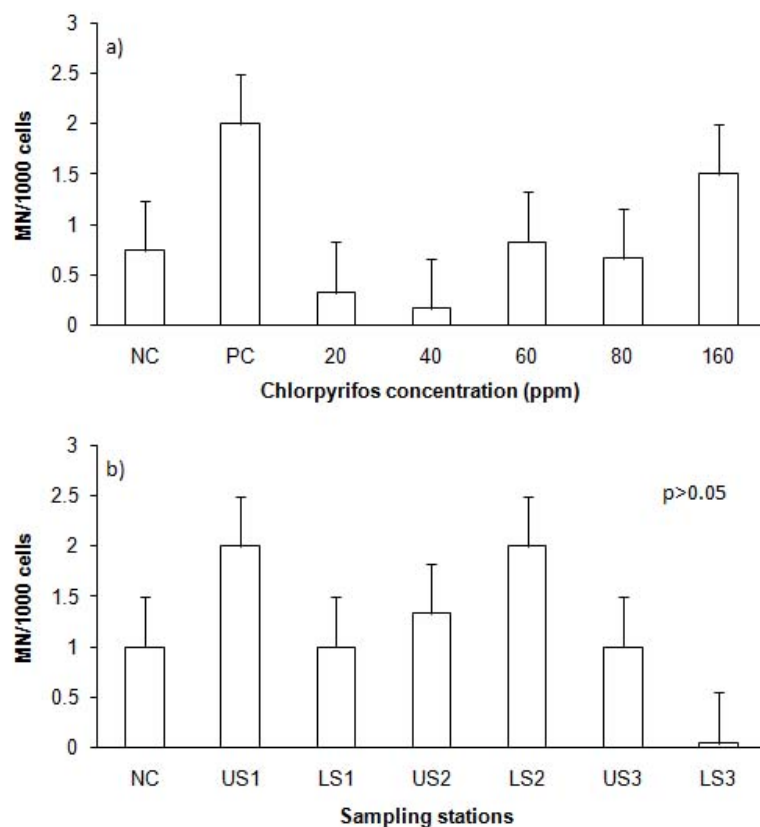 a)
3
2.5
2
1.5
1
0.5
0
MN/1000 cells
NC PC 20 40 60 80 160
Chlorpyrifos concentration (ppm)
b)
p>0.05
3
2.5
2
1.5
1
0.5
0
MN/1000 cells
NC US1 LS1 US2 LS2 US3 LS3
Sampling stations